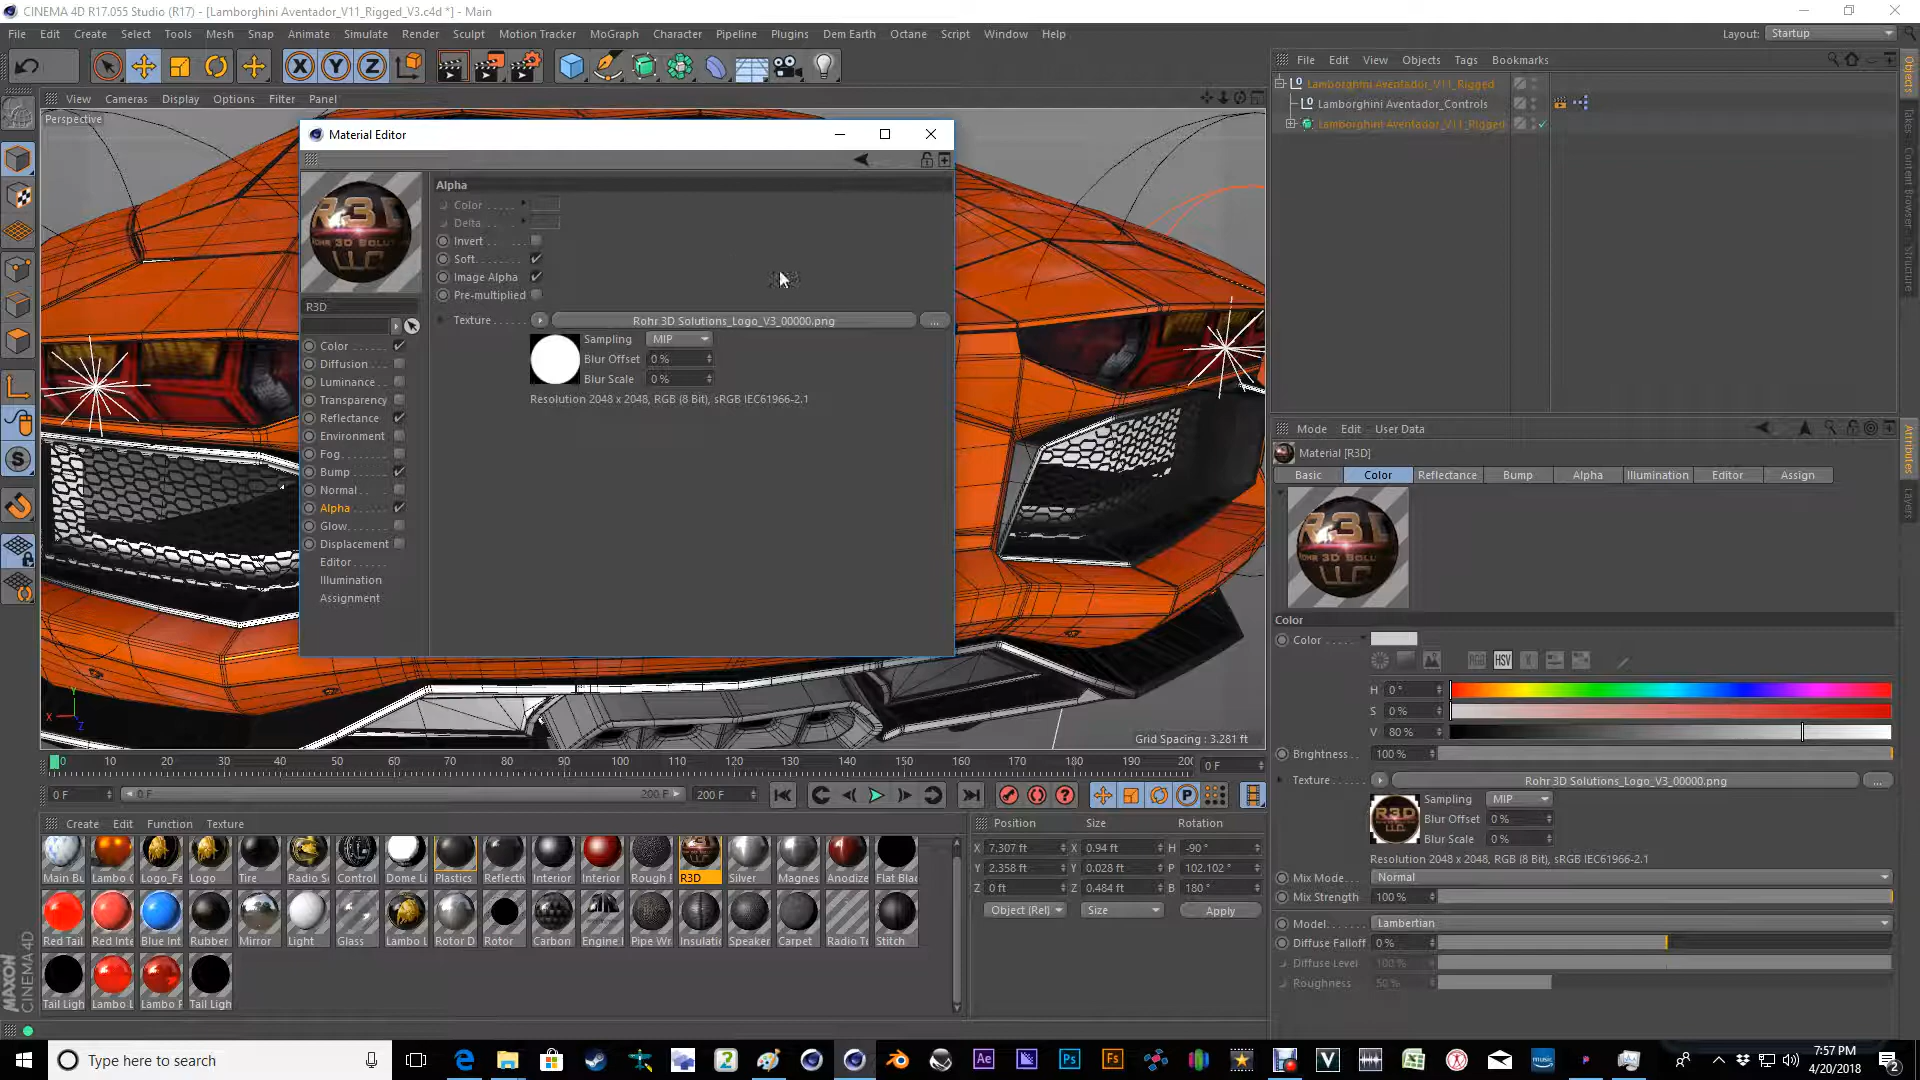 CINEMA 4D R17.055 Studio (R17) - [Lamborghini Aventador_V11_Rigged_V3.c4d *] - Main
File Edit Create Select Tools Mesh Snap Animate Simulate Render Sculpt Motion Tracker MoGraph Character Pipeline Plugins Dem Earth Octane Script Window Help
Layout: Startup
View Cameras Display Options Filter Panel
Perspective
Material Editor
R3D
Alpha
Color
Delta
Invert
Soft
Image Alpha
Pre-multiplied
Texture Rohr 3D Solutions_Logo_V3_00000.png ...
Sampling MIP
Blur Offset 0 %
Blur Scale 0 %
Resolution 2048 x 2048, RGB (8 Bit), sRGB IEC61966-2.1
Color
Diffusion
Luminance
Transparency
Reflectance
Environment
Fog
Bump
Normal
Alpha
Glow
Displacement
Editor
Illumination
Assignment
Grid Spacing : 3.281 ft
File Edit View Objects Tags Bookmarks
Lamborghini Aventador_V11_Rigged
Lamborghini Aventador_Controls
Lamborghini Aventador_V11_Rigged
Objects
Takes
Content Browser
Structure
Mode Edit User Data
Material [R3D]
Basic Color Reflectance Bump Alpha Illumination Editor Assign
Attributes
Layers
Color
Color
RGB HSV K
H 0 °
S 0 %
V 80 %
Brightness 100 %
Texture Rohr 3D Solutions_Logo_V3_00000.png ...
Sampling MIP
Blur Offset 0 %
Blur Scale 0 %
Resolution 2048 x 2048, RGB (8 Bit), sRGB IEC61966-2.1
Mix Mode Normal
Mix Strength 100 %
Model Lambertian
Diffuse Falloff 0 %
Diffuse Level 100 %
Roughness 50 %
0 10 20 30 40 50 60 70 80 90 100 110 120 130 140 150 160 170 180 190 0 F
0 F 0 F 200 F 200 F
Create Edit Function Texture
Main Bu Lambo C Logo_Fa Logo Tire Radio S Control Dome Li Plastics Reflecti Interior Interior Rough R3D Silver Magnes Anodize Flat Blac
Red Tail Red Inte Blue Int Rubber Mirror Light Glass Lambo L Rotor D Rotor Carbon Engine Pipe Wr Insulati Speaker Carpet Radio T Stitch
Tail Ligh Lambo L Lambo F Tail Ligh
Position Size Rotation
X 7.307 ft X 0.94 ft H -90 °
Y 2.358 ft Y 0.028 ft P 102.102 °
Z 0 ft Z 0.484 ft B 180 °
Object (Rel) Size Apply
MAXON CINEMA 4D
Type here to search
7:57 PM
4/20/2018